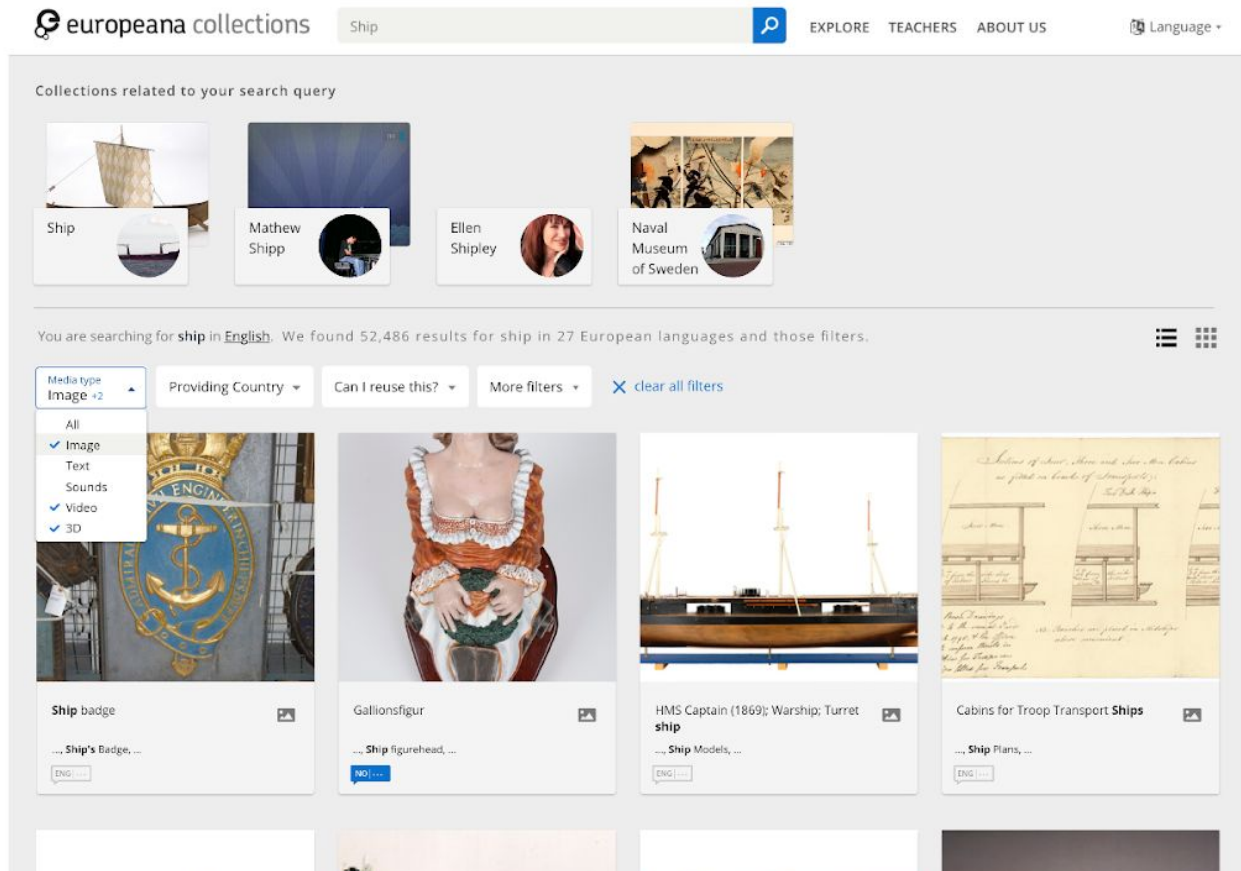 europeana collections
Ship
EXPLORE TEACHERS ABOUT US
Language
Collections related to your search query
Ship
Mathew
Shipp
Ellen
Shipley
Naval
Museum
of Sweden
You are searching for ship in English. We found 52,486 results for ship in 27 European languages and those filters.
Media type
Image +2
Providing Country
Can I reuse this?
More filters
clear all filters
All
Image
Text
Sounds
Video
3D
Ship badge
..., Ship's Badge, ...
ENG|...
Gallionsfigur
..., Ship figurehead, ...
NO|...
HMS Captain (1869); Warship; Turret
ship
..., Ship Models, ...
ENG|...
Cabins for Troop Transport Ships
..., Ship Plans, ...
ENG|...